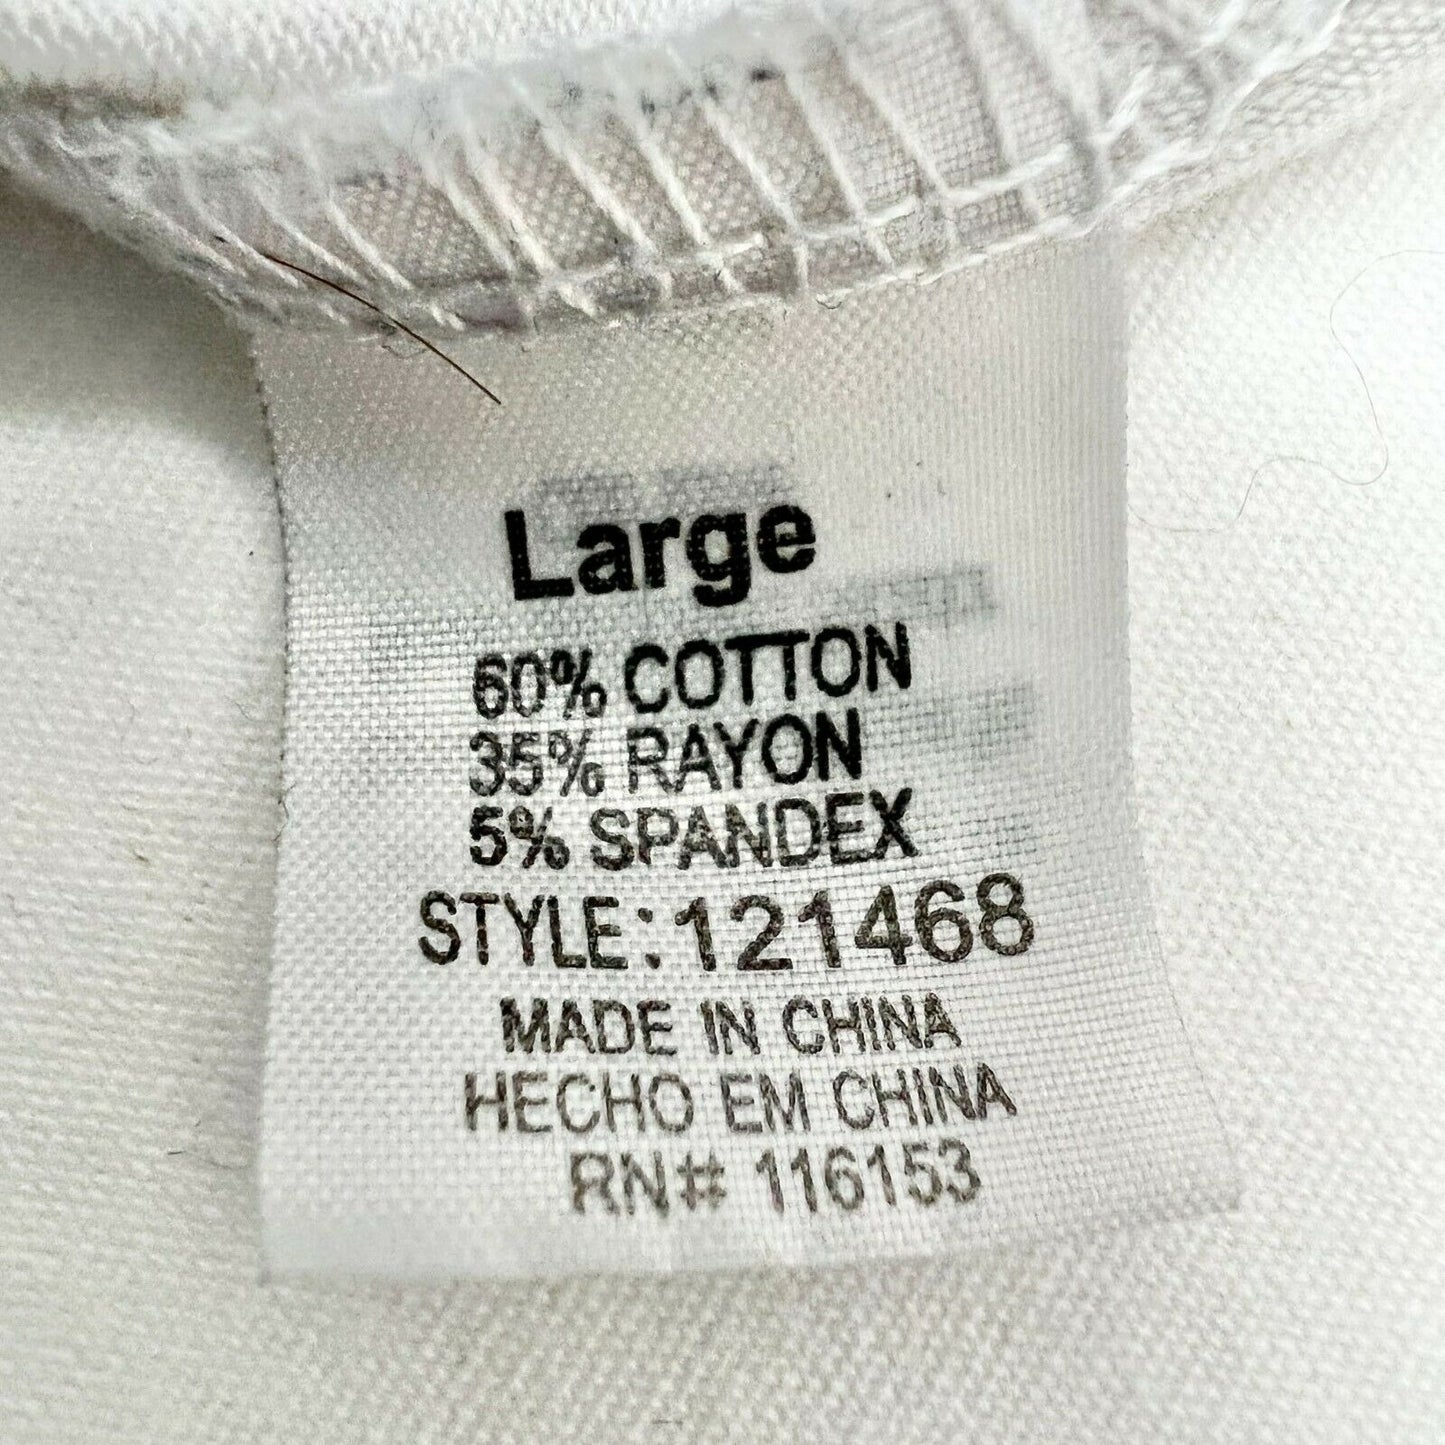 Large
60% COTTON
35% RAYON
5% SPANDEX
STYLE: 121468
MADE IN CHINA
HECHO EM CHINA
RN# 116153